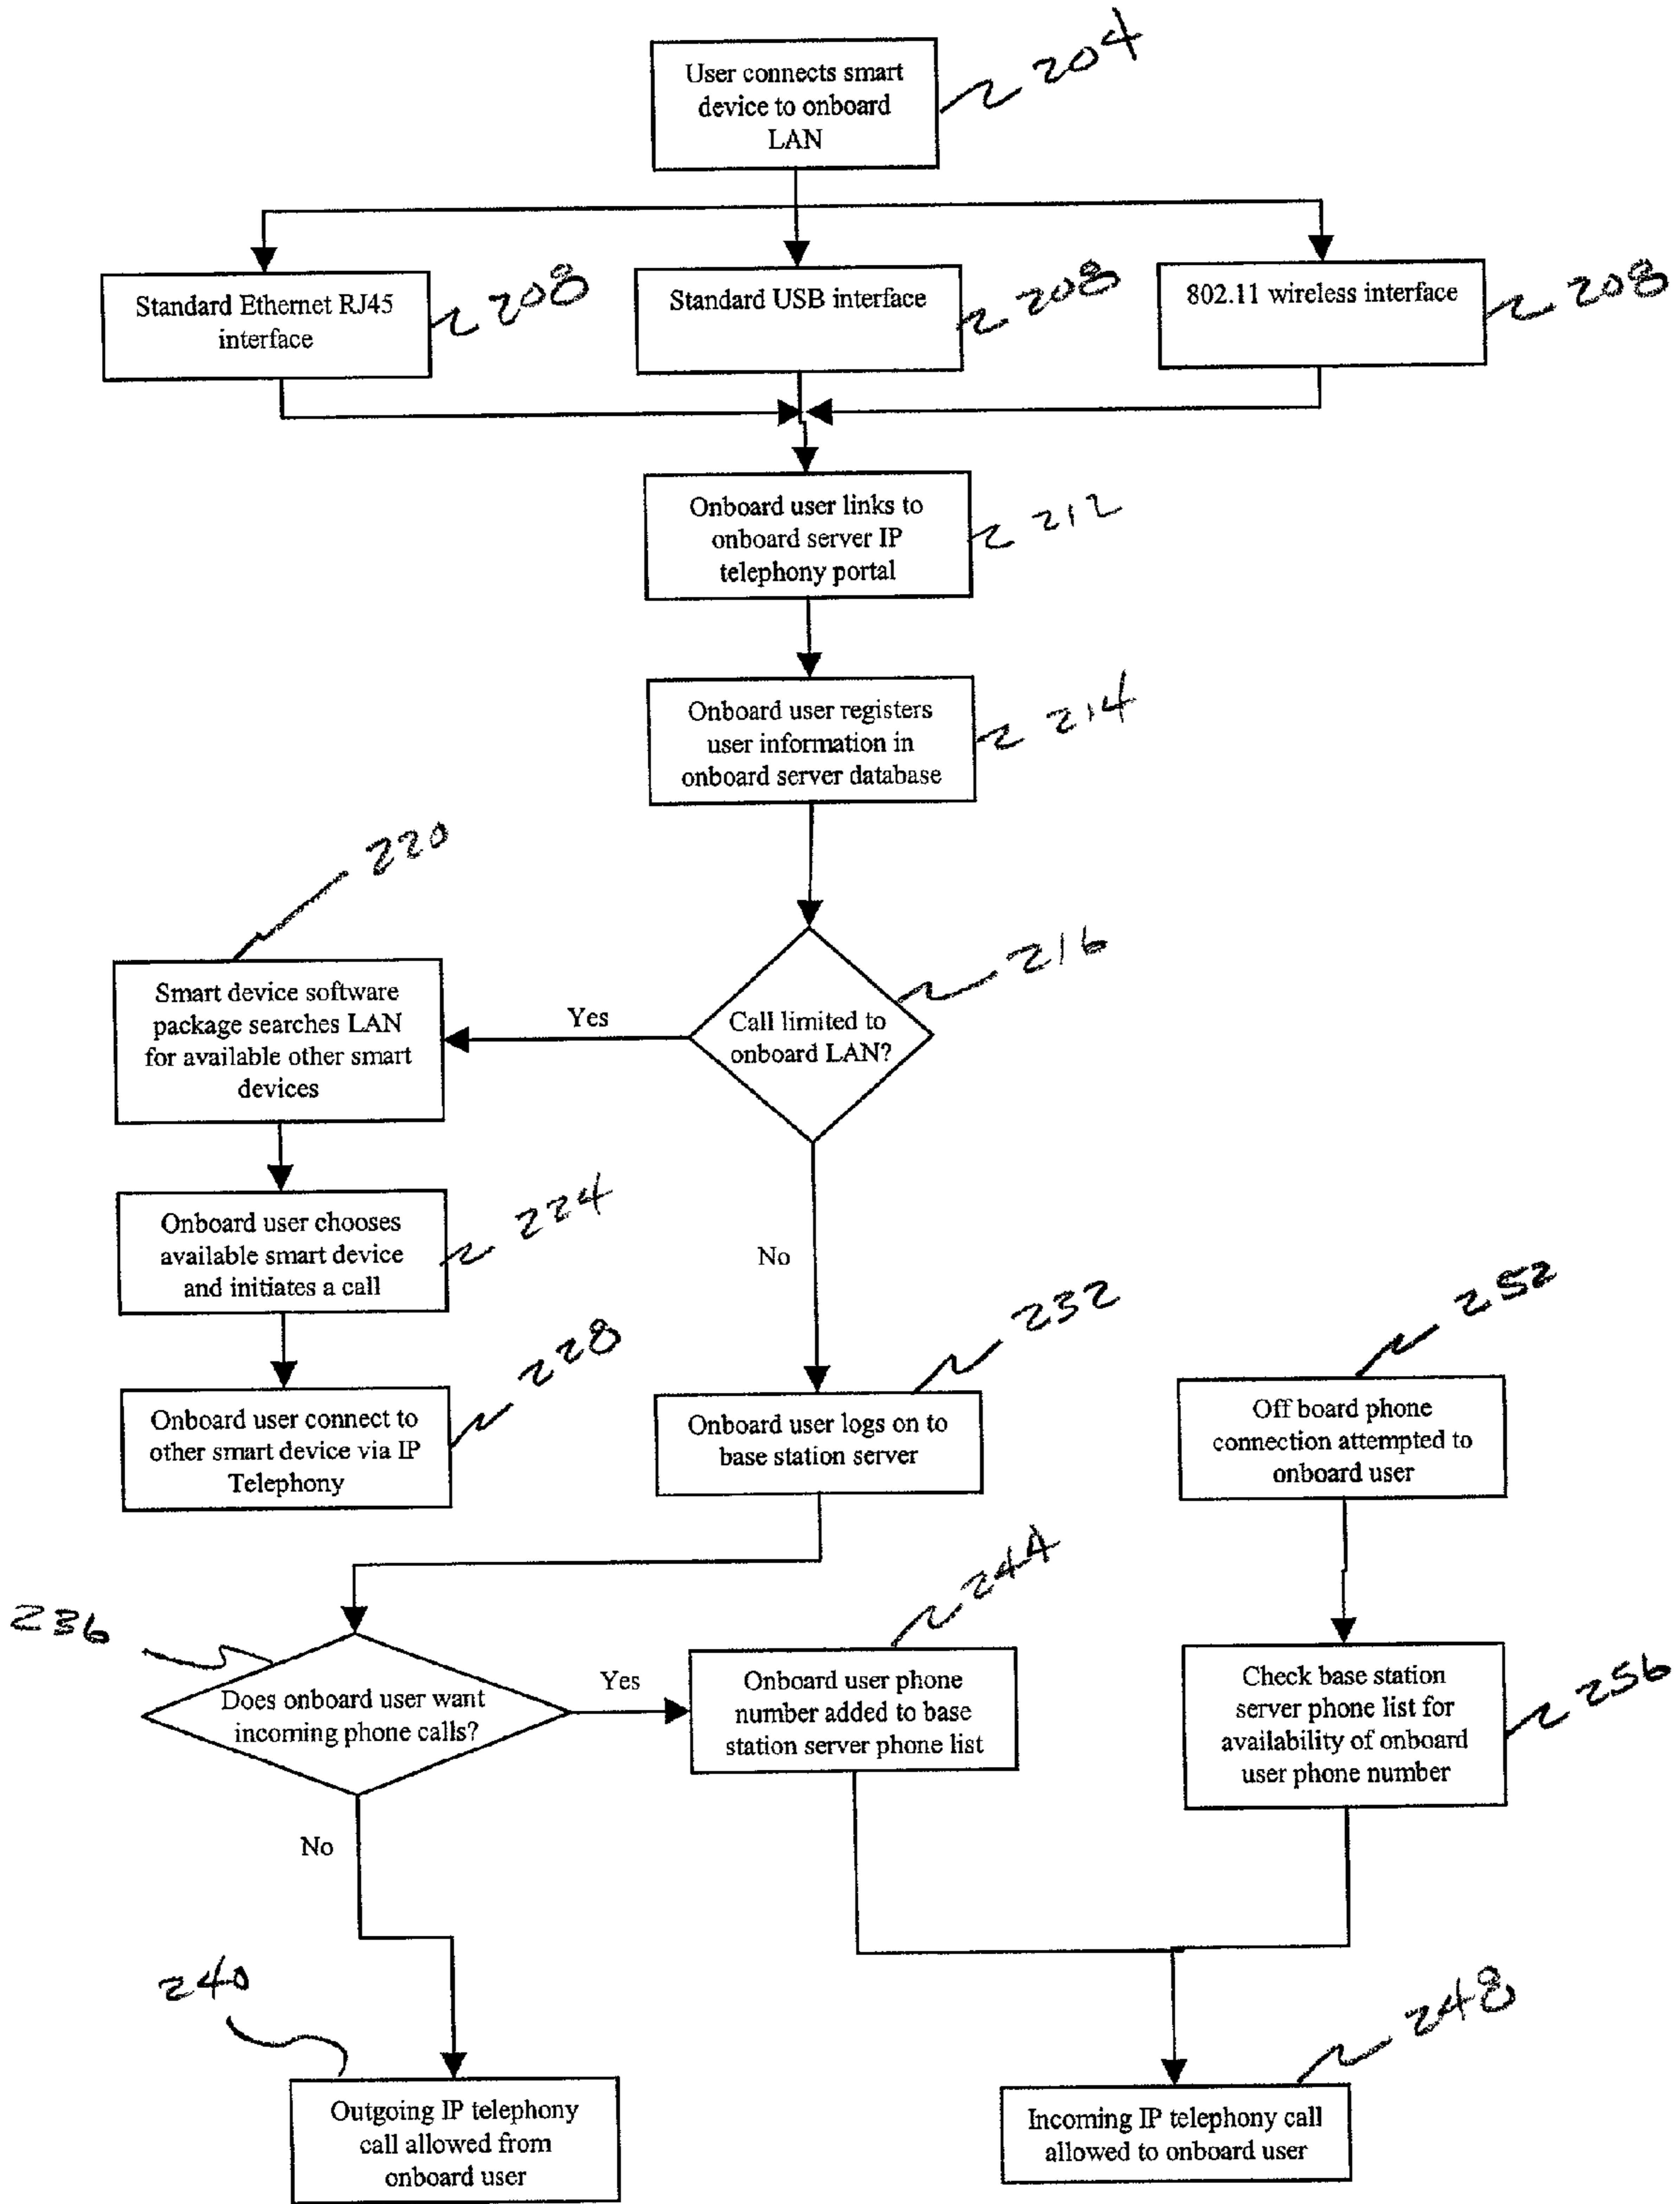 User connects smart
device to onboard
LAN
204
Standard Ethernet RJ45
interface
208
Standard USB interface
208
802.11 wireless interface
208
Onboard user links to
onboard server IP
telephony portal
212
Onboard user registers
user information in
onboard server database
214
220
216
Smart device software
package searches LAN
for available other smart
devices
Yes
Call limited to
onboard LAN?
Onboard user chooses
available smart device
and initiates a call
224
No
228
232
252
Onboard user connect to
other smart device via IP
Telephony
Onboard user logs on to
base station server
Off board phone
connection attempted to
onboard user
236
244
Does onboard user want
incoming phone calls?
Yes
Onboard user phone
number added to base
station server phone list
Check base station
server phone list for
availability of onboard
user phone number
256
No
240
248
Outgoing IP telephony
call allowed from
onboard user
Incoming IP telephony call
allowed to onboard user